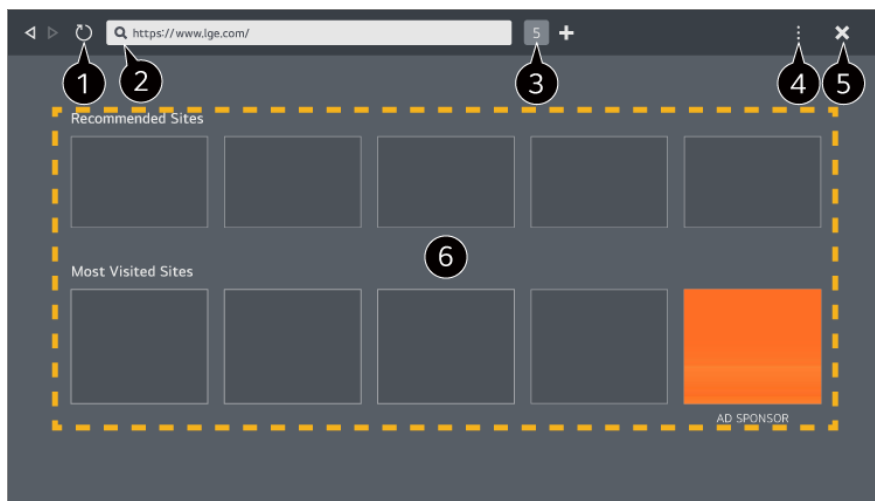 https://www.lge.com/ 5
1 2 3 4 5
Recommended Sites
6
Most Visited Sites
AD SPONSOR